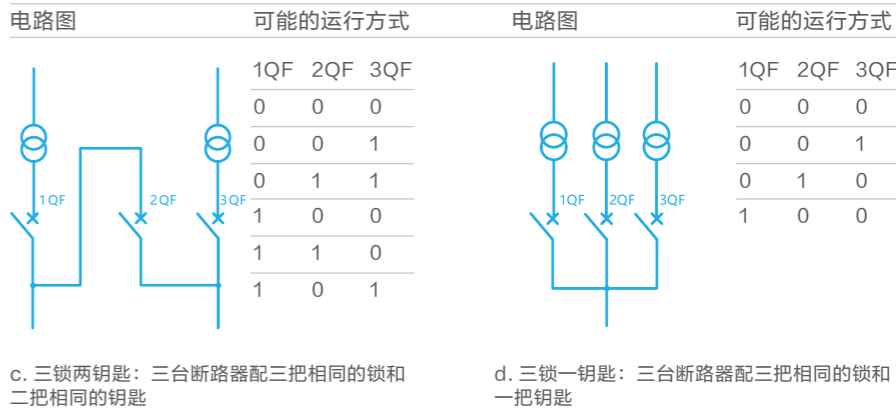 电路图 可能的运行方式 电路图 可能的运行方式
1QF 2QF 3QF
0 0 0
0 0 1
0 1 1
1 0 0
1 1 0
1 0 1
1QF 2QF 3QF
1QF 2QF 3QF
0 0 0
0 0 1
0 1 0
1 0 0
1QF 2QF 3QF
c. 三锁两钥匙：三台断路器配三把相同的锁和
二把相同的钥匙
d. 三锁一钥匙：三台断路器配三把相同的锁和
一把钥匙